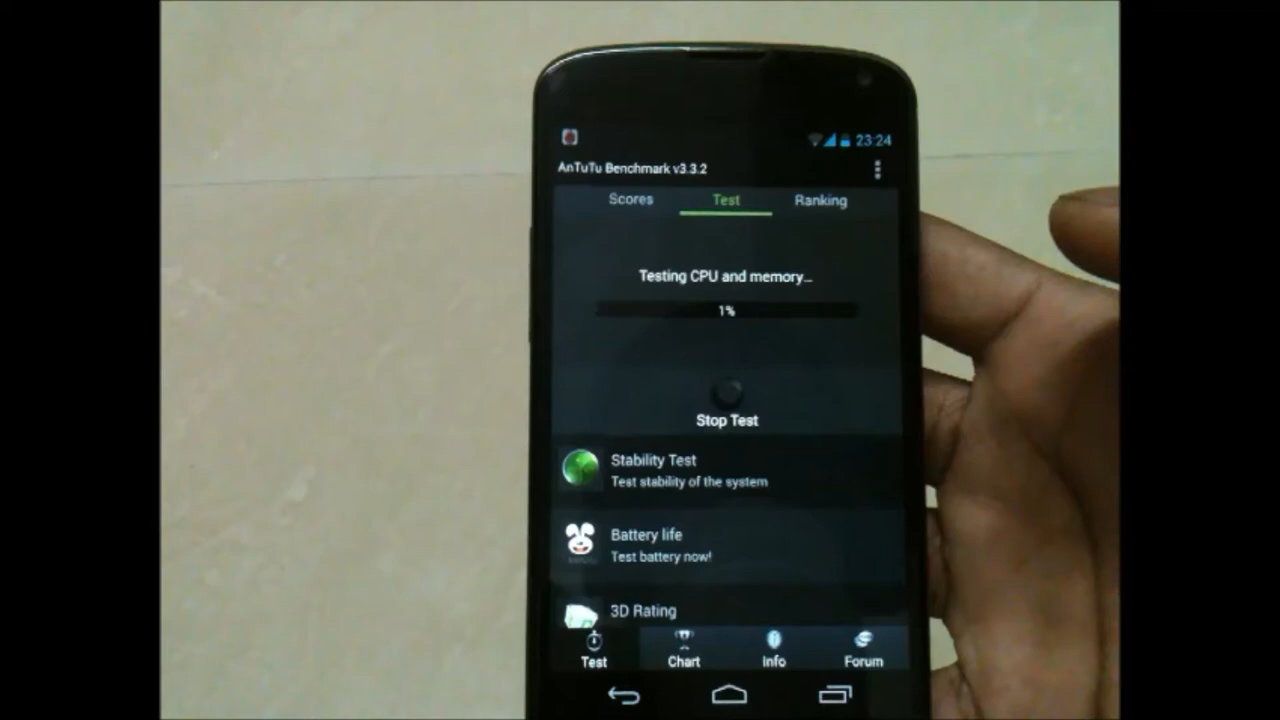 23:24
AnTuTu Benchmark v3.3.2
Scores Test Ranking
Testing CPU and memory...
1%
Stop Test
Stability Test
Test stability of the system
Battery life
Test battery now!
3D Rating
Test Chart Info Forum